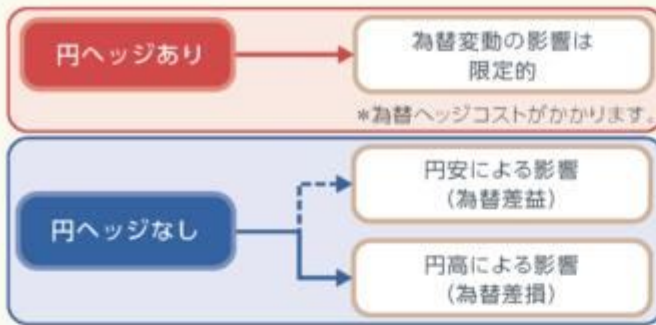 円ヘッジあり
為替変動の影響は
限定的
*為替ヘッジコストがかかります。
円ヘッジなし
円安による影響
(為替差益)
円高による影響
(為替差損)